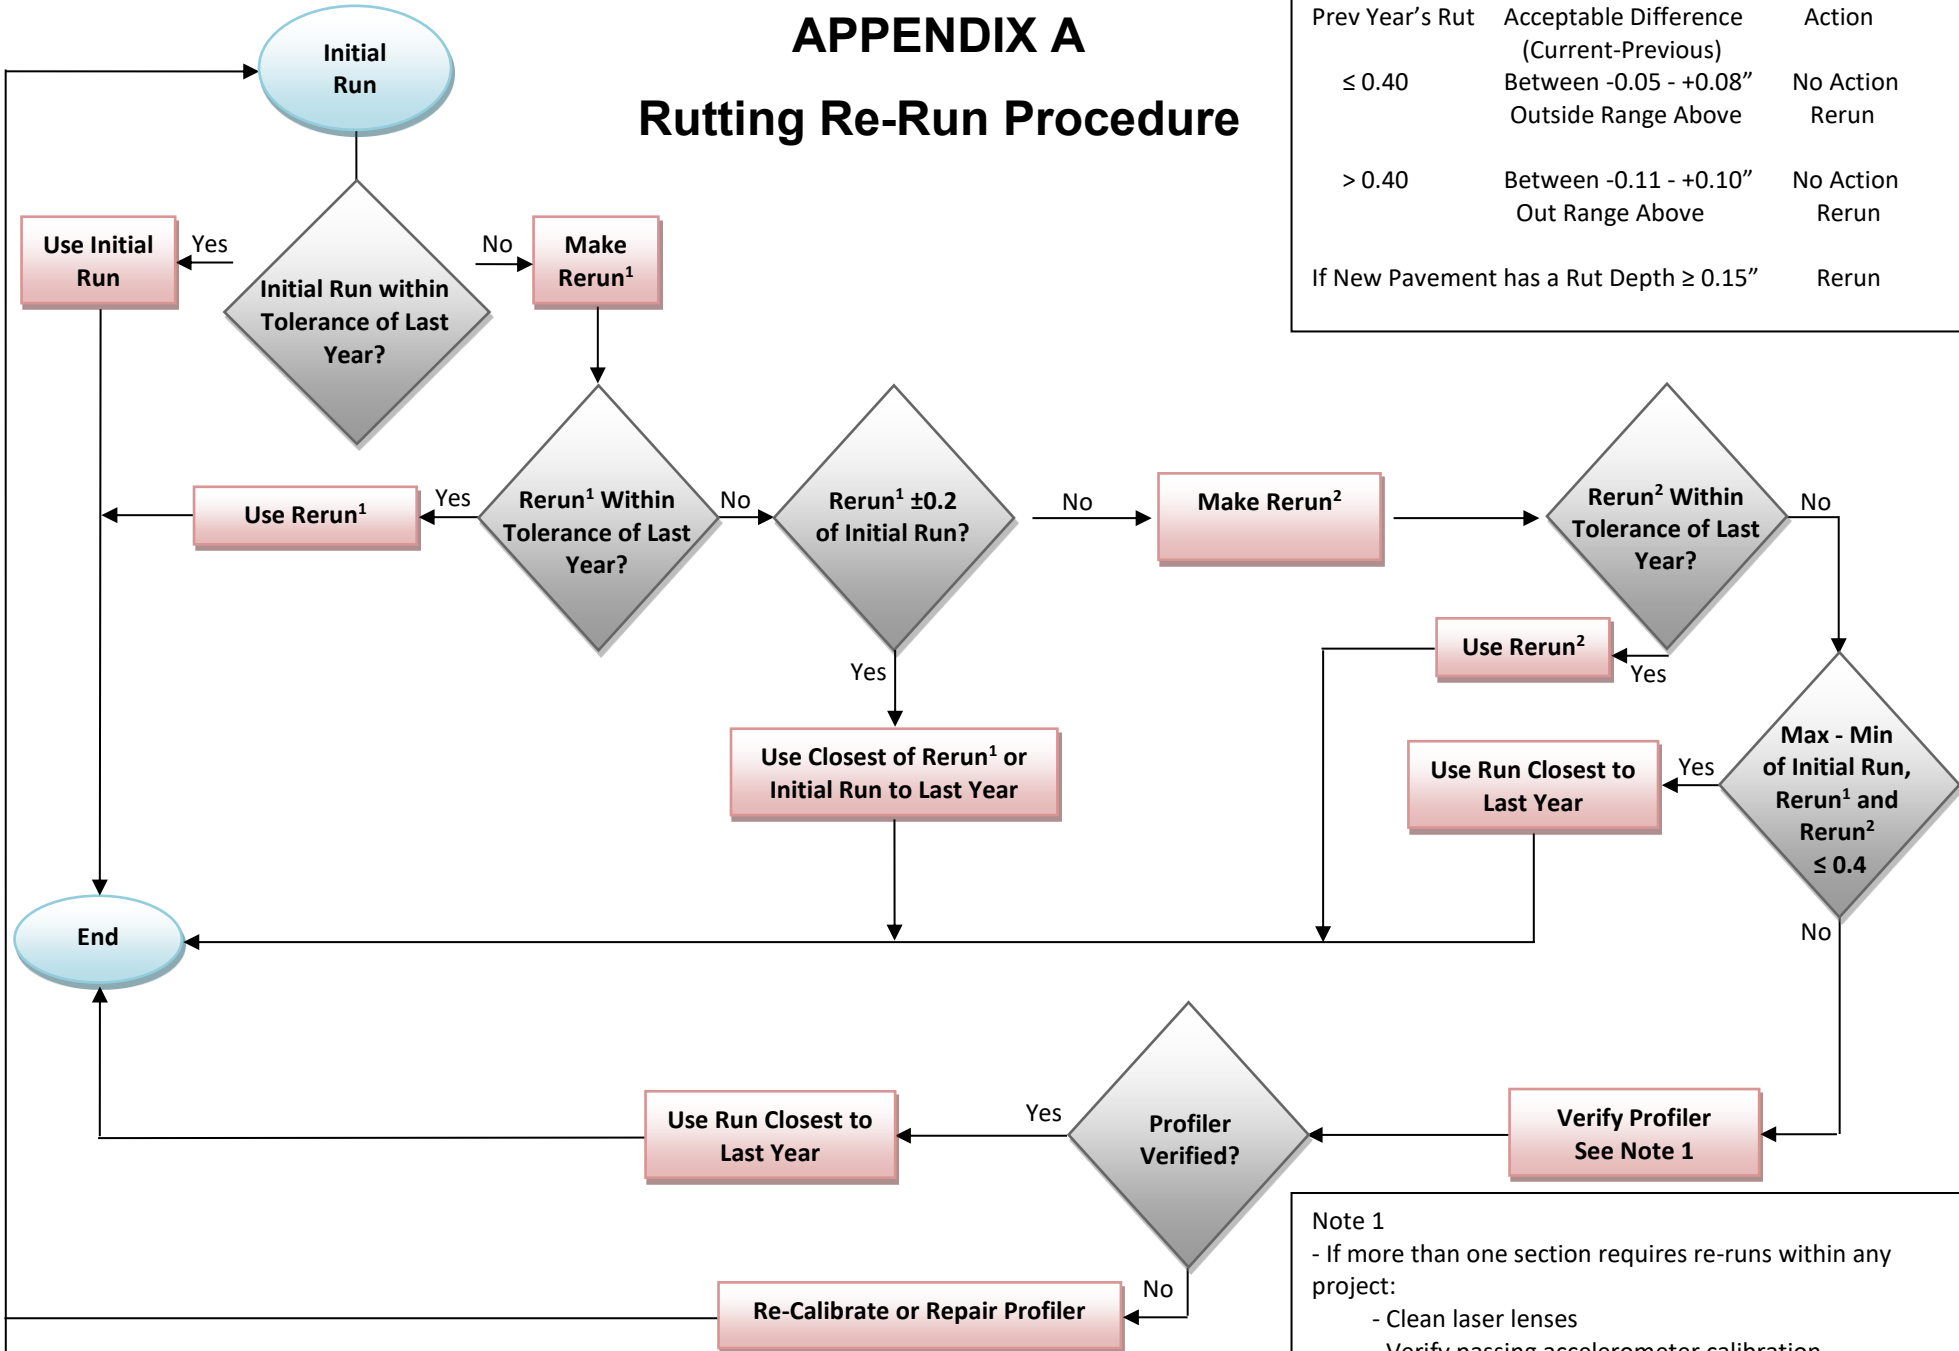 APPENDIX A
Rutting Re-Run Procedure
Prev Year's Rut Acceptable Difference Action
(Current-Previous)
≤ 0.40 Between -0.05 - +0.08” No Action
Outside Range Above Rerun
> 0.40 Between -0.11 - +0.10” No Action
Out Range Above Rerun
If New Pavement has a Rut Depth ≥ 0.15” Rerun
Initial
Run
Use Initial
Run
Yes
Initial Run within
Tolerance of Last
Year?
No
Make
Rerun¹
Use Rerun¹
Yes
Rerun¹ Within
Tolerance of Last
Year?
No
Rerun¹ ±0.2
of Initial Run?
No
Make Rerun²
Rerun² Within
Tolerance of Last
Year?
No
Yes
Use Rerun²
Yes
Use Closest of Rerun¹ or
Initial Run to Last Year
Use Run Closest to
Last Year
Yes
Max - Min
of Initial Run,
Rerun¹ and
Rerun²
≤ 0.4
No
End
Use Run Closest to
Last Year
Yes
Profiler
Verified?
Verify Profiler
See Note 1
No
Re-Calibrate or Repair Profiler
Note 1
- If more than one section requires re-runs within any
project:
- Clean laser lenses
- Verify passing accelerometer calibration